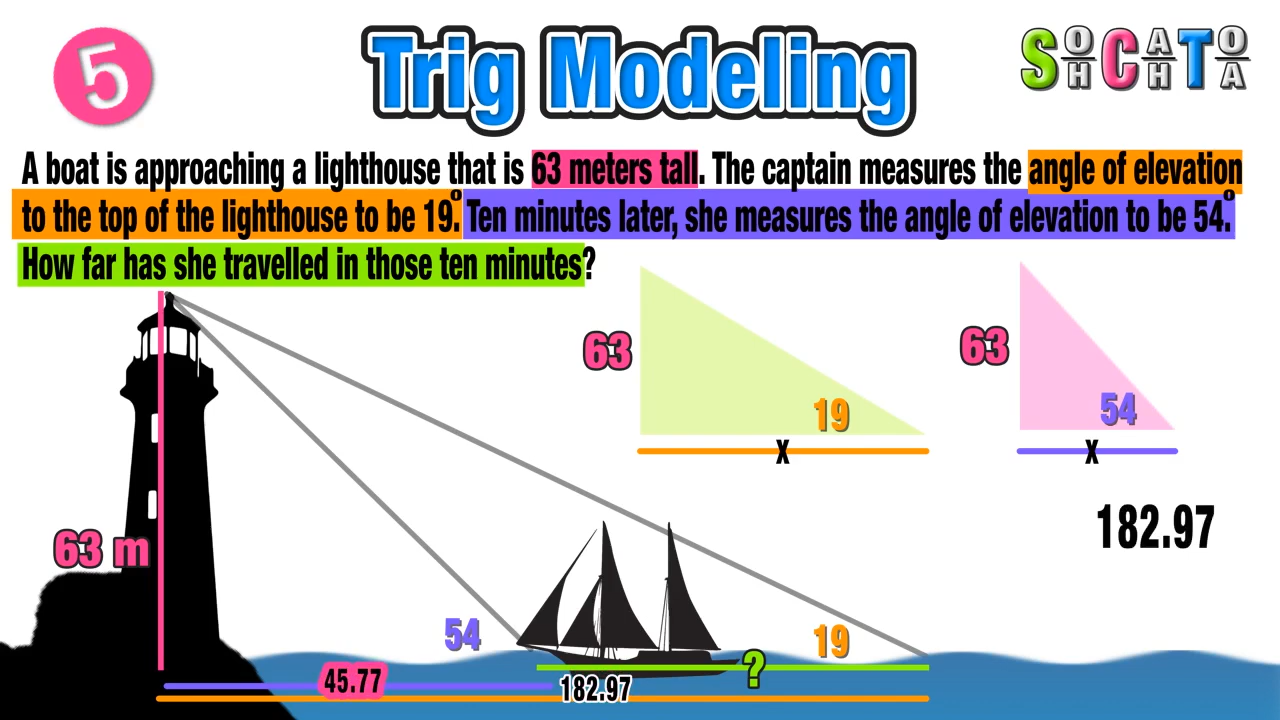 5
Trig Modeling
SOH CAH TOA
A boat is approaching a lighthouse that is 63 meters tall. The captain measures the angle of elevation
to the top of the lighthouse to be 19°. Ten minutes later, she measures the angle of elevation to be 54°.
How far has she travelled in those ten minutes?
63
19
x
63
54
x
182.97
63 m
54
19
?
45.77
182.97